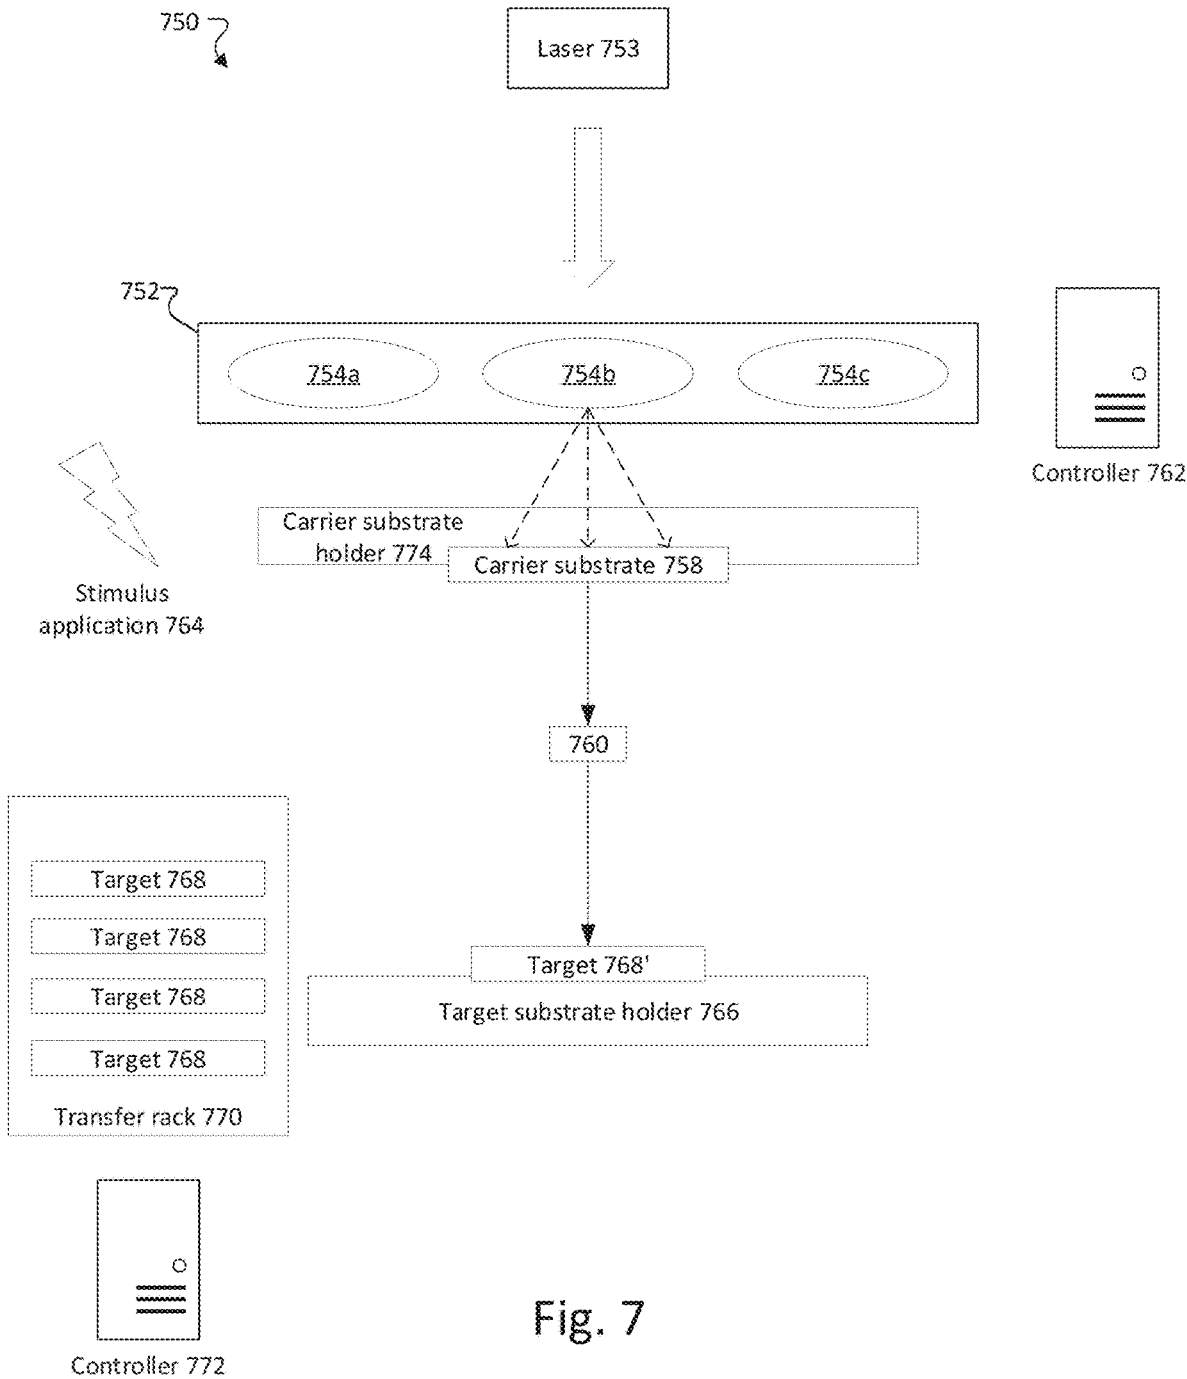 750
Laser 753
752
754a
754b
754c
Controller 762
Carrier substrate
holder 774
Carrier substrate 758
Stimulus
application 764
760
Target 768
Target 768
Target 768
Target 768
Transfer rack 770
Target 768'
Target substrate holder 766
Controller 772
Fig. 7